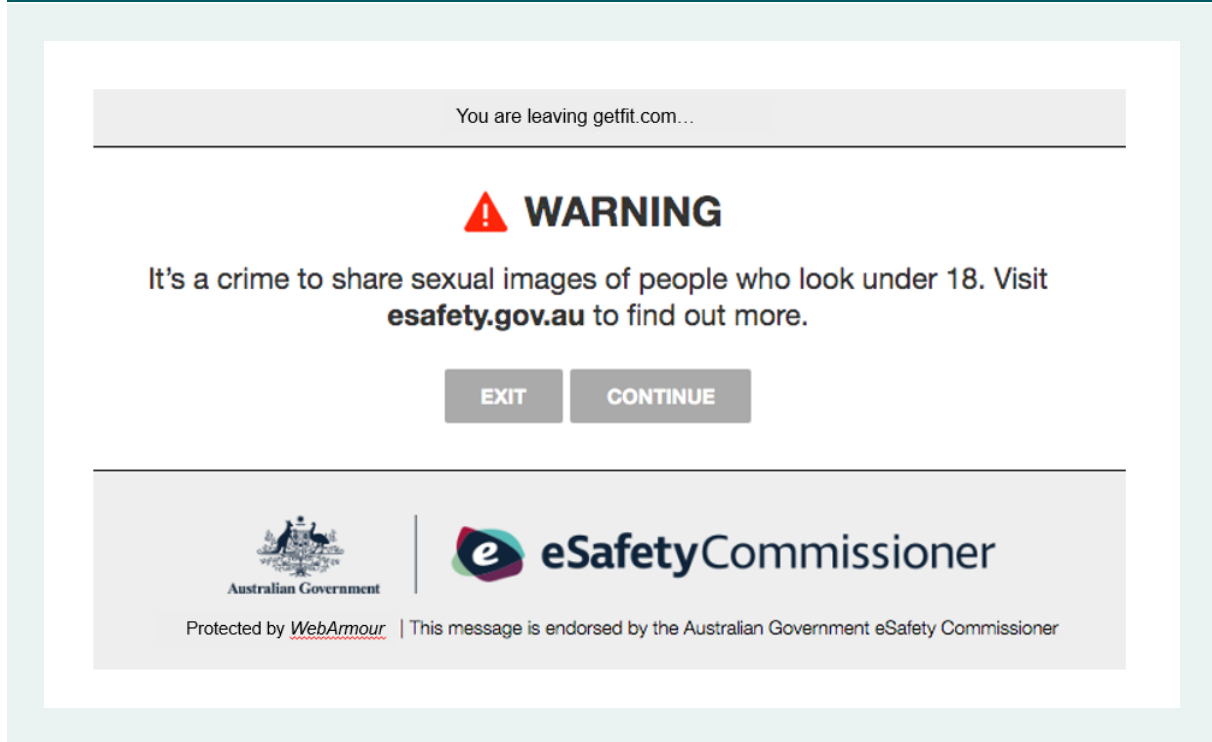 You are leaving getfit.com…
WARNING
It’s a crime to share sexual images of people who look under 18. Visit
esafety.gov.au to find out more.
EXIT CONTINUE
Australian Government
e eSafetyCommissioner
Protected by WebArmour | This message is endorsed by the Australian Government eSafety Commissioner